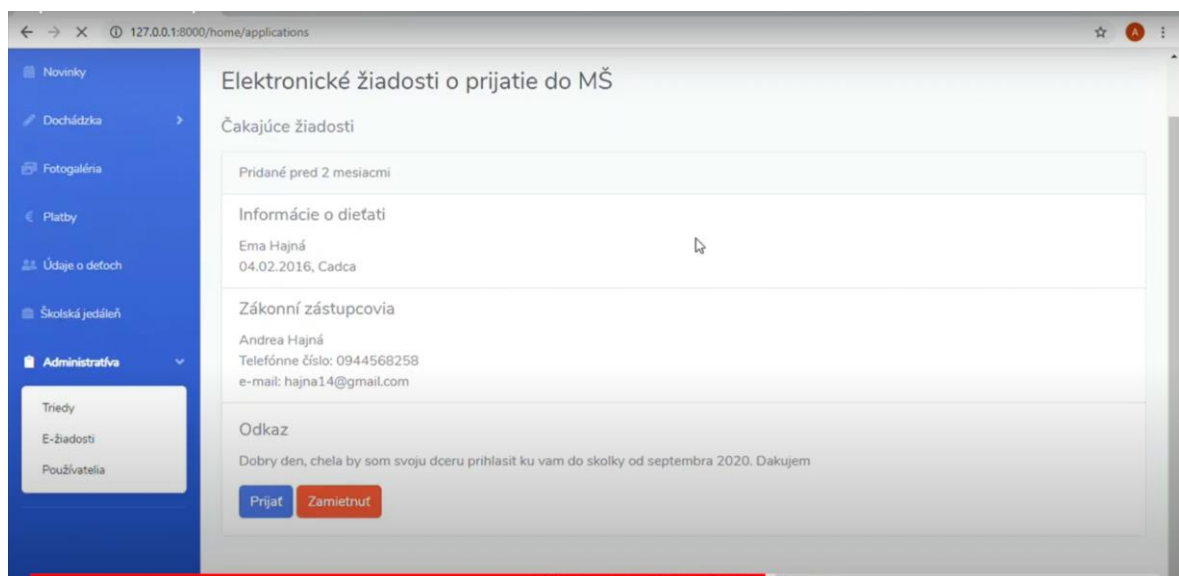 127.0.0.1:8000/home/applications
A
Novinky
Dochádzka
Fotogaléria
Platby
Údaje o deťoch
Školská jedáleň
Administratíva
Triedy
E-žiadosti
Používatelia
Elektronické žiadosti o prijatie do MŠ
Čakajúce žiadosti
Pridané pred 2 mesiacmi
Informácie o dieťati
Ema Hajná
04.02.2016, Cadca
Zákonní zástupcovia
Andrea Hajná
Telefónne číslo: 0944568258
e-mail: hajna14@gmail.com
Odkaz
Dobry den, chela by som svoju dceru prihlasit ku vam do skolky od septembra 2020. Dakujem
Prijať
Zamietnuť